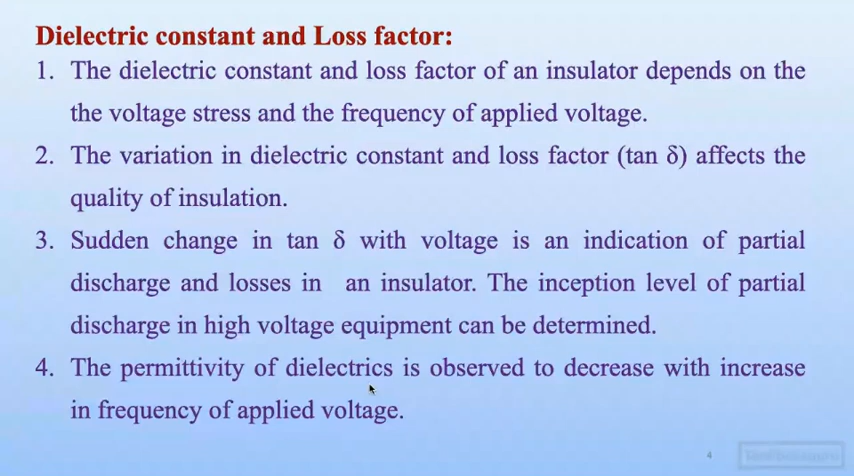 Dielectric constant and Loss factor:
1. The dielectric constant and loss factor of an insulator depends on the
the voltage stress and the frequency of applied voltage.
2. The variation in dielectric constant and loss factor (tan δ) affects the
quality of insulation.
3. Sudden change in tan δ with voltage is an indication of partial
discharge and losses in an insulator. The inception level of partial
discharge in high voltage equipment can be determined.
4. The permittivity of dielectrics is observed to decrease with increase
in frequency of applied voltage.
4